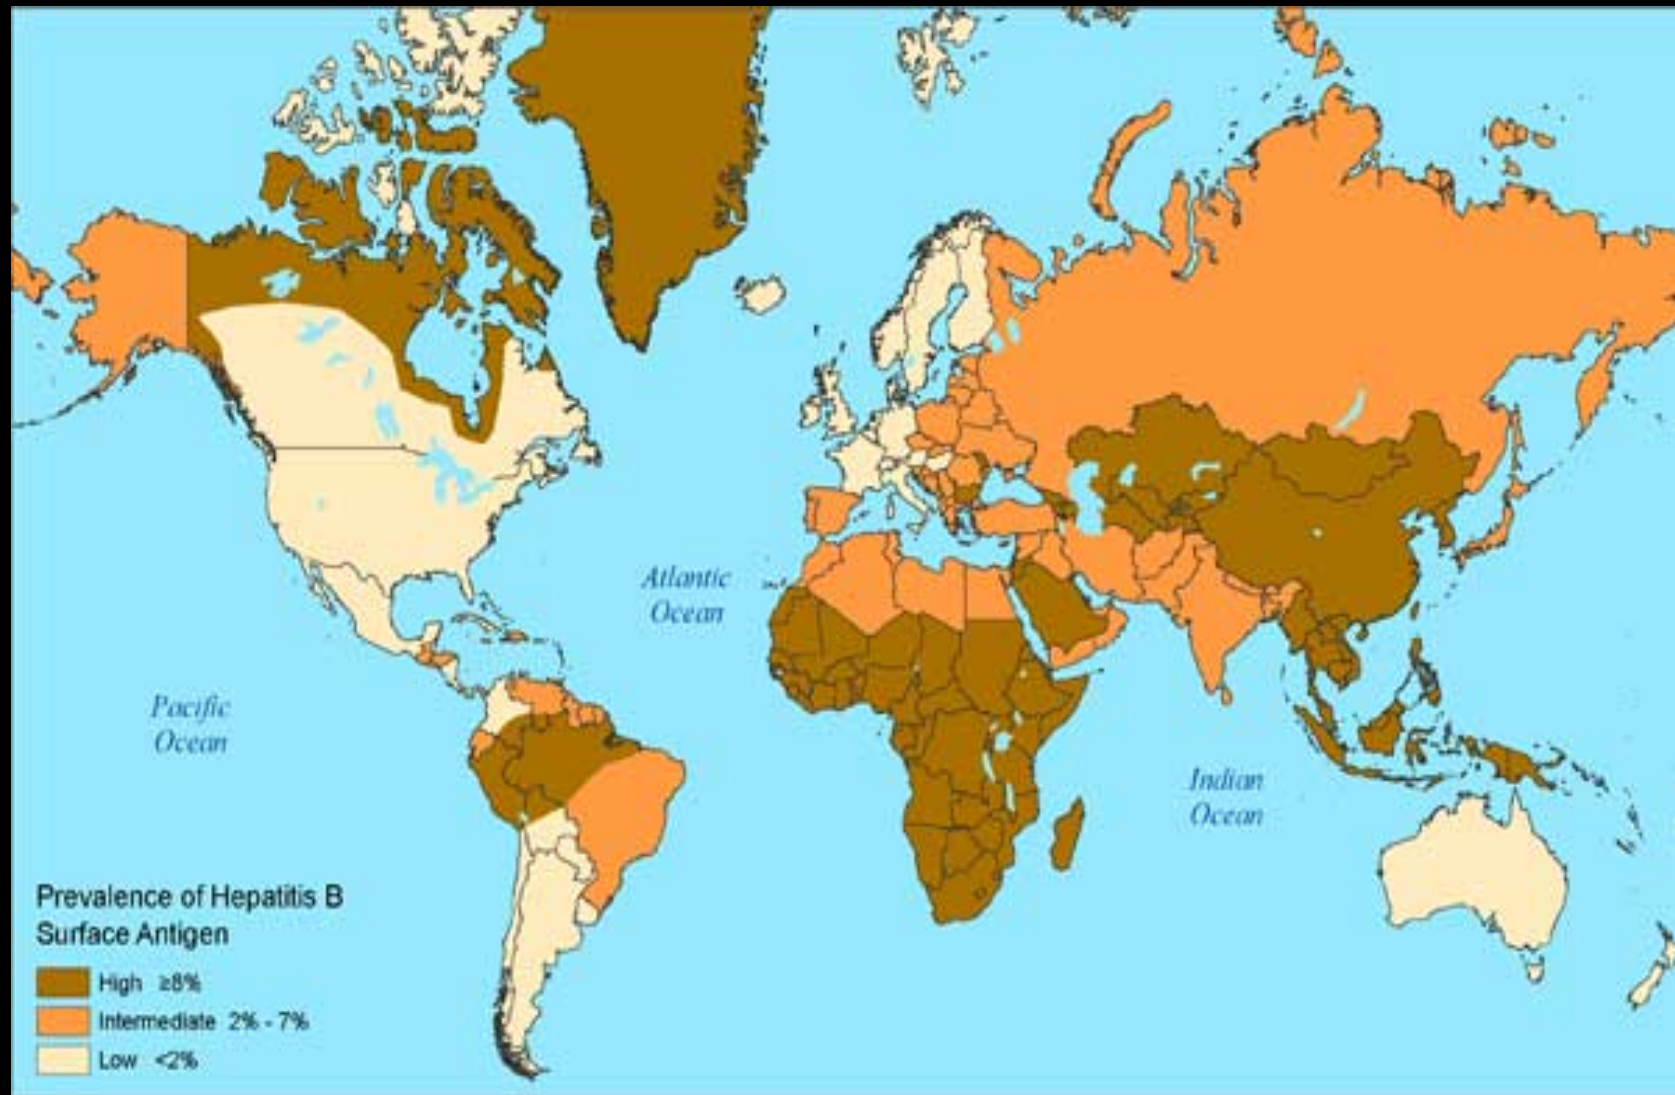 Atlantic
Ocean
Pacific
Ocean
Indian
Ocean
Prevalence of Hepatitis B
Surface Antigen
High ≥8%
Intermediate 2% - 7%
Low <2%